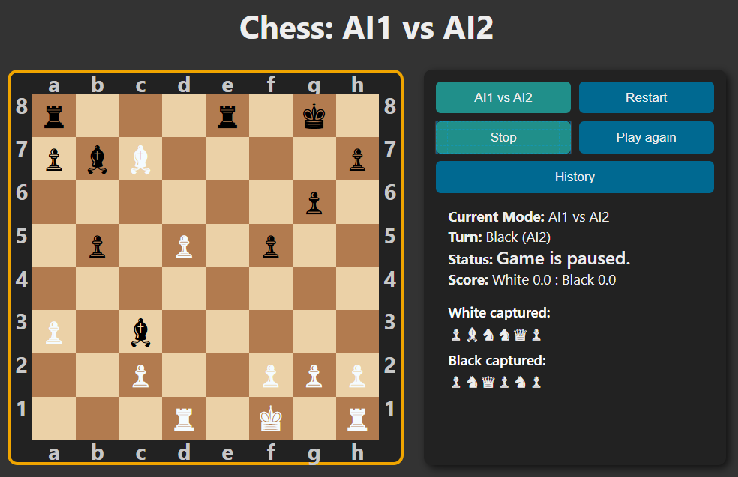 Chess: AI1 vs AI2
a b c d e f g h
8 8
7 7
6 6
5 5
4 4
3 3
2 2
1 1
a b c d e f g h
AI1 vs AI2 Restart
Stop Play again
History
Current Mode: AI1 vs AI2
Turn: Black (AI2)
Status: Game is paused.
Score: White 0.0 : Black 0.0
White captured:
Black captured: